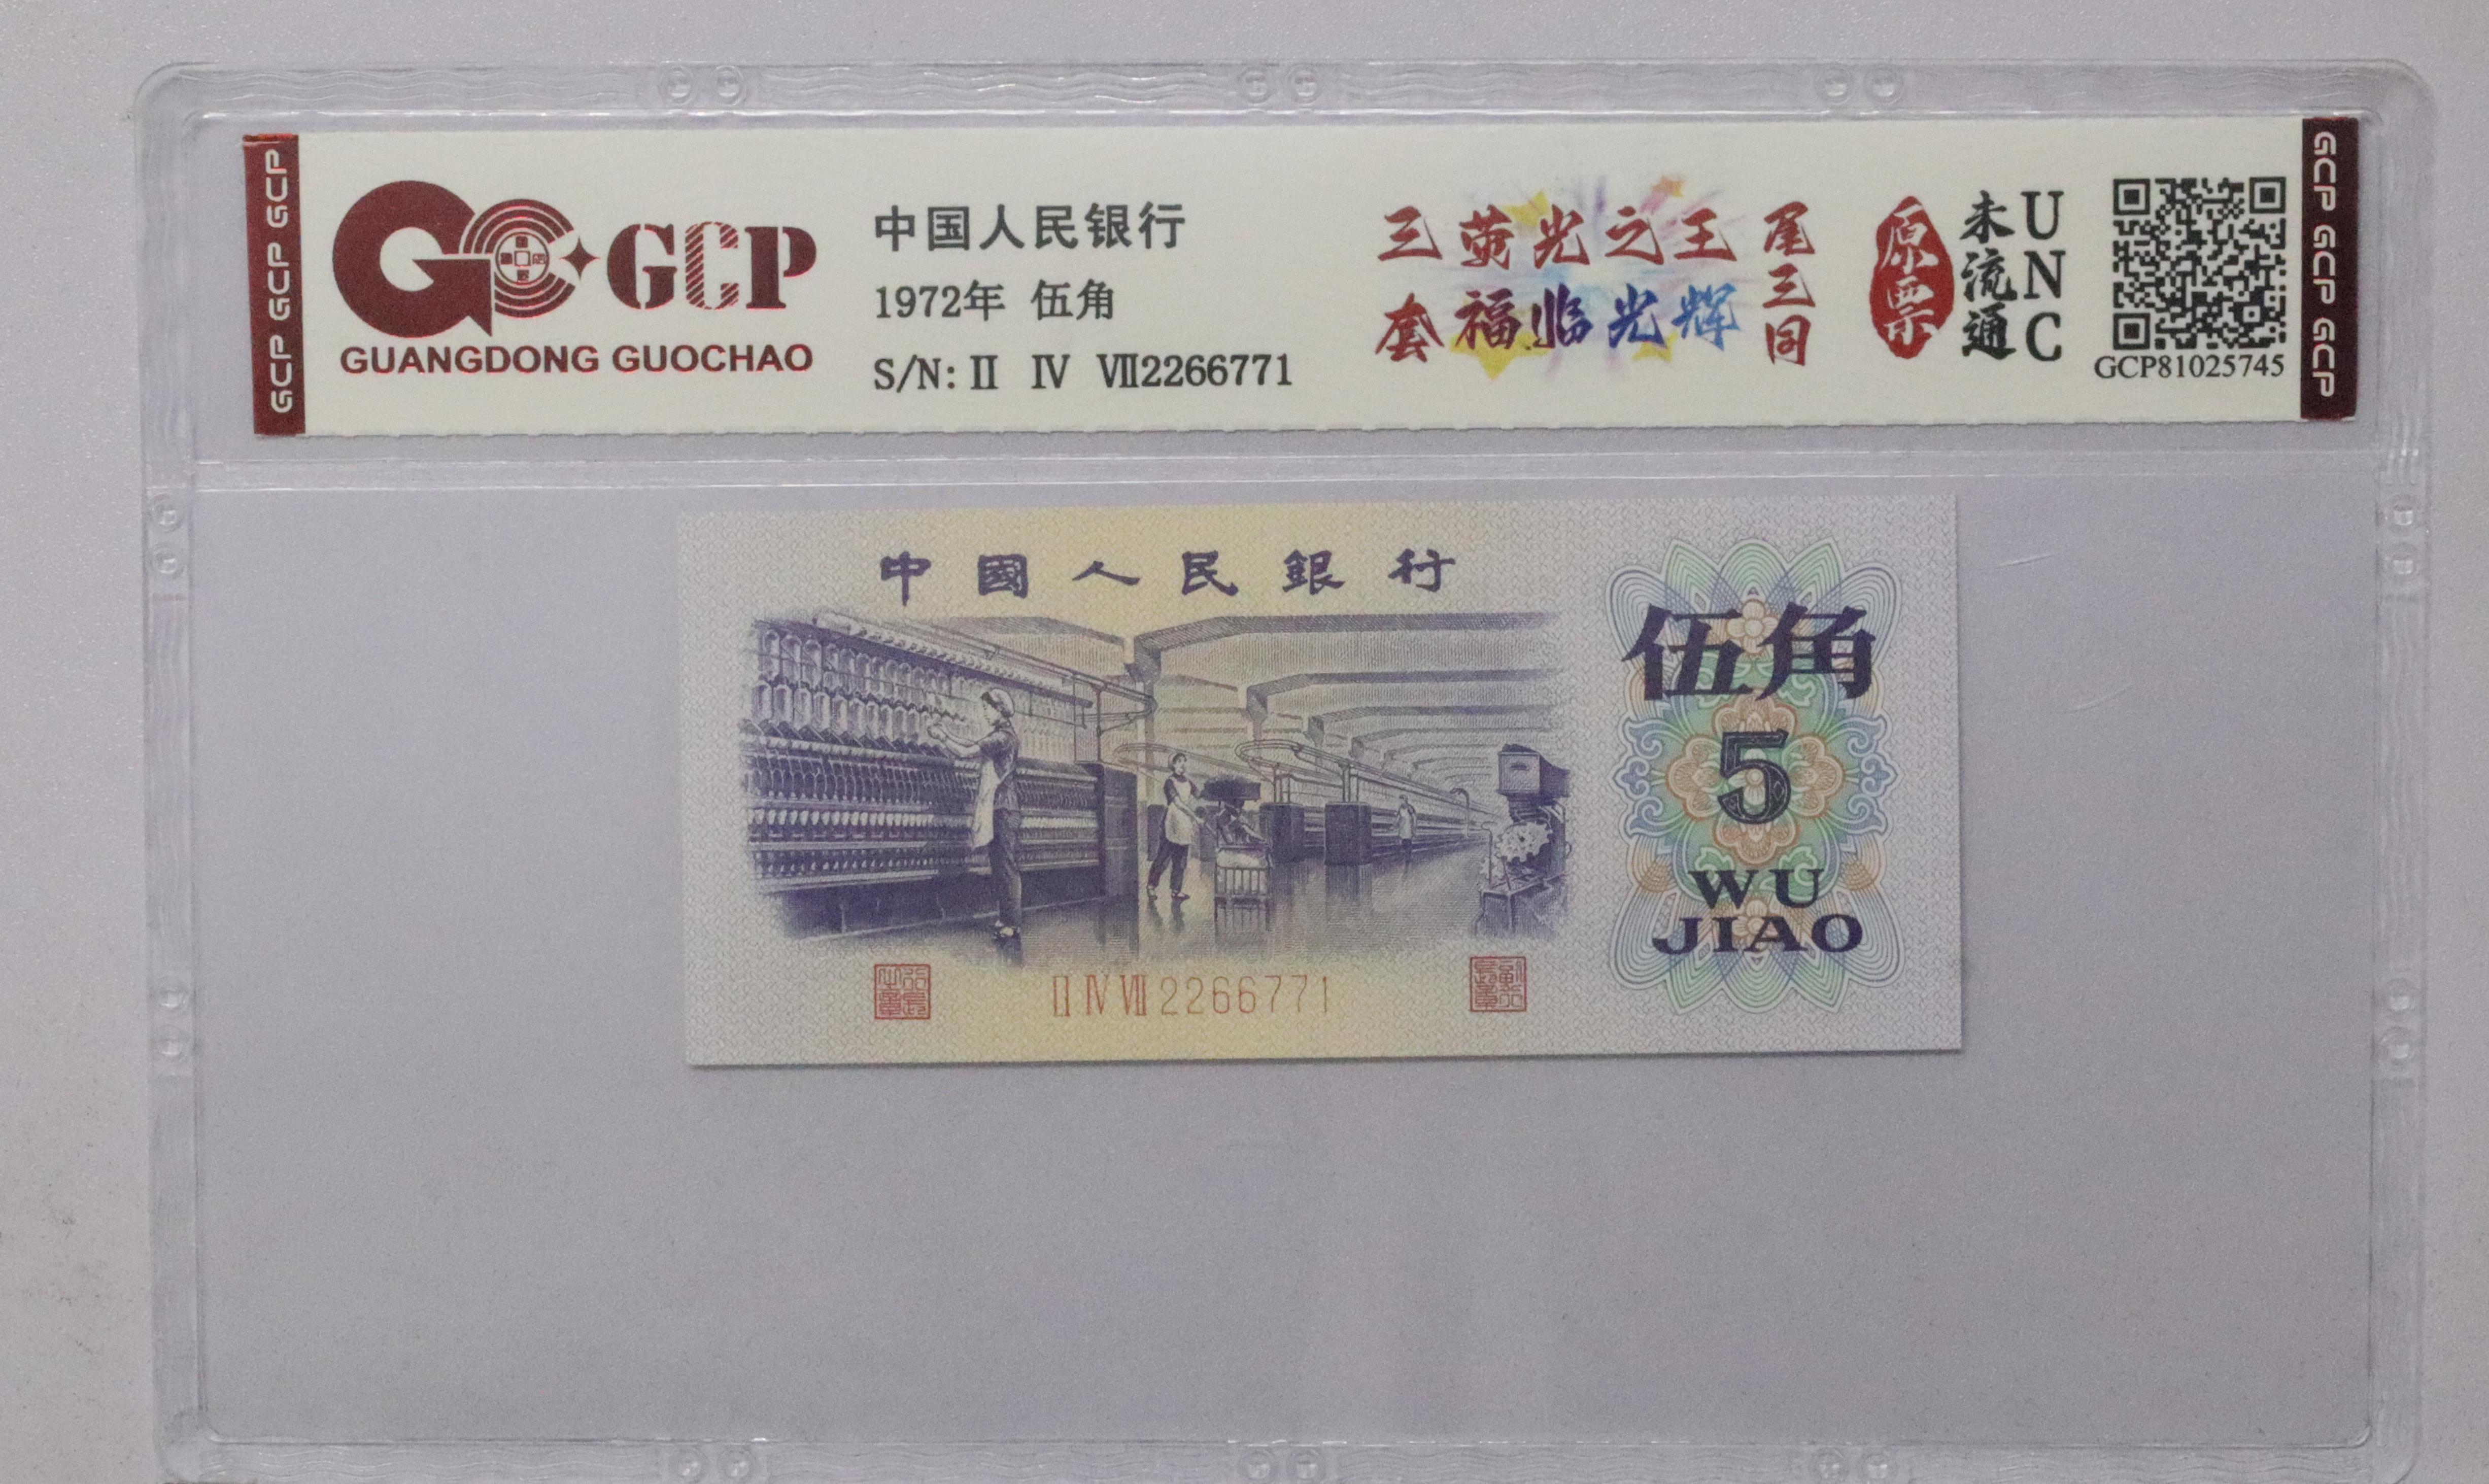 GCP GCP GCP
GCP
GUANGDONG GUOCHAO
中国人民银行
1972年 伍角
S/N: Ⅱ Ⅳ Ⅶ2266771
三
套
荧光之王
福临光辉
尾三同
原票
未流通
UNC
GCP81025745
GCP GCP GCP
中國人民銀行
伍角
5
WU
JIAO
Ⅱ Ⅳ Ⅶ 2266771